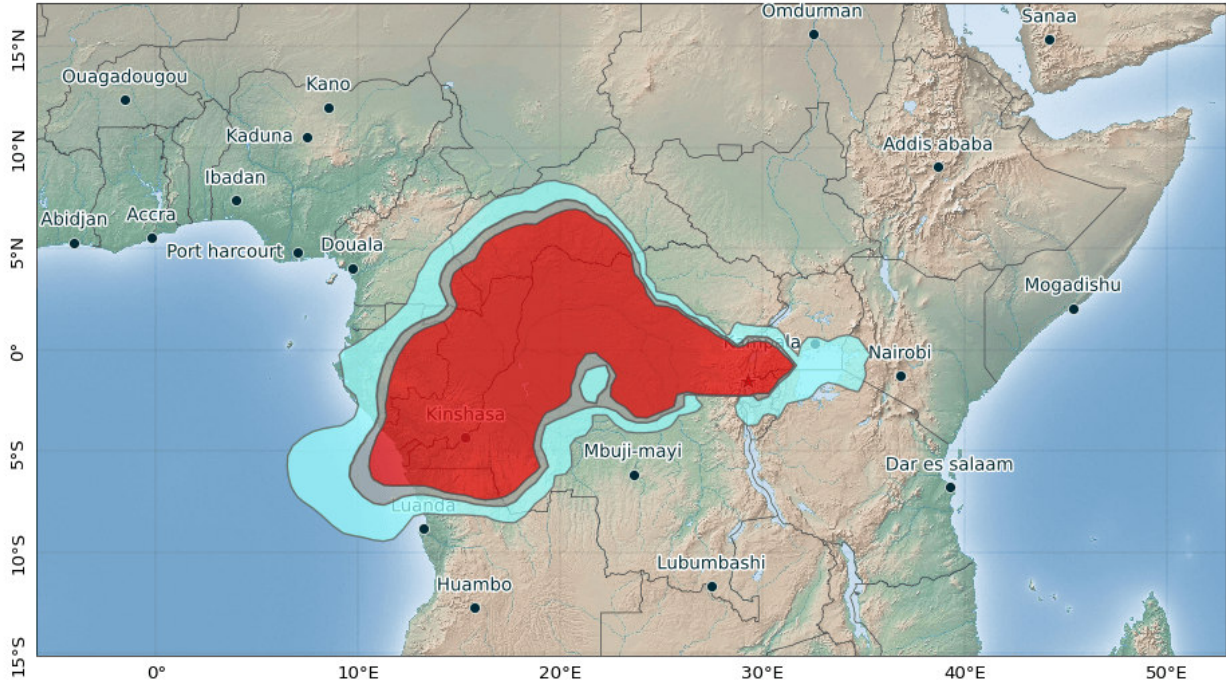 Omdurman
Sanaa
15°N
Ouagadougou
Kano
Kaduna
Addis ababa
10°N
Ibadan
Abidjan
Accra
Port harcourt
Douala
5°N
Mogadishu
Kampala
Nairobi
0°
Kinshasa
Mbuji-mayi
5°S
Dar es salaam
Luanda
10°S
Lubumbashi
Huambo
15°S
0°
10°E
20°E
30°E
40°E
50°E